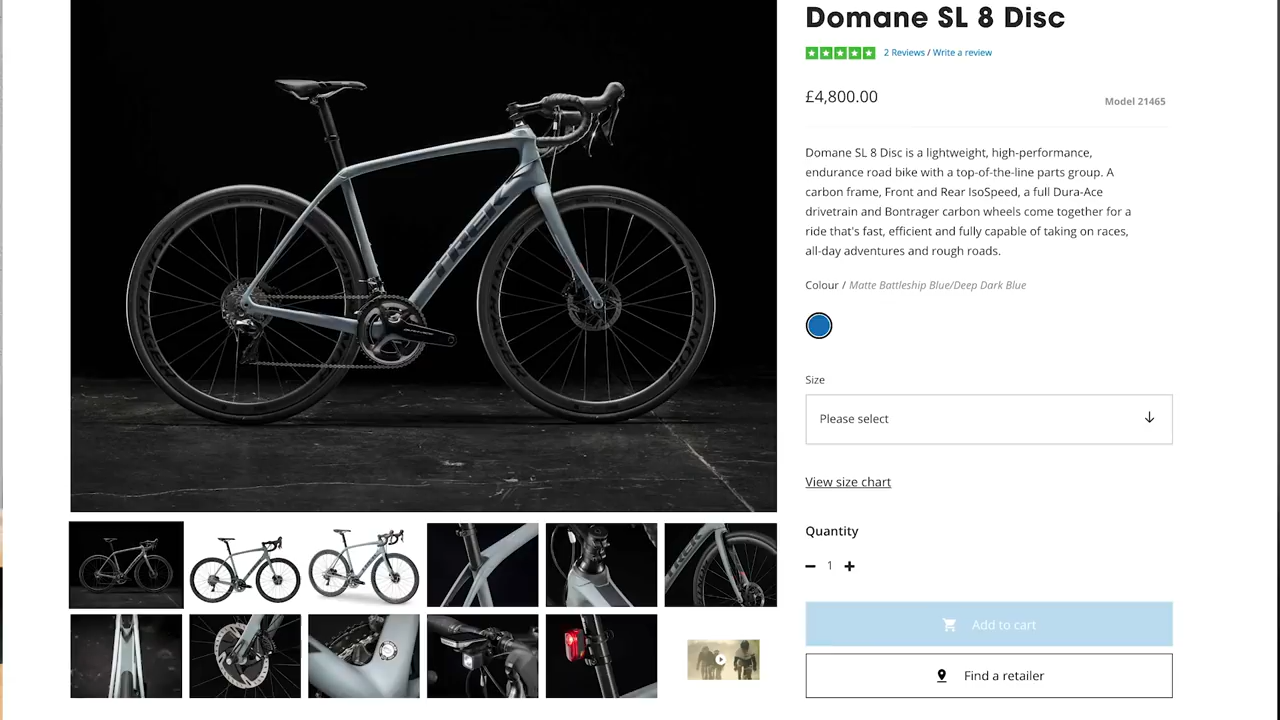 Domane SL 8 Disc
2 Reviews / Write a review
£4,800.00
Model 21465
Domane SL 8 Disc is a lightweight, high-performance,
endurance road bike with a top-of-the-line parts group. A
carbon frame, Front and Rear IsoSpeed, a full Dura-Ace
drivetrain and Bontrager carbon wheels come together for a
ride that's fast, efficient and fully capable of taking on races,
all-day adventures and rough roads.
Colour / Matte Battleship Blue/Deep Dark Blue
Size
Please select
View size chart
Quantity
1
Add to cart
Find a retailer
TREK
BONTRAGER